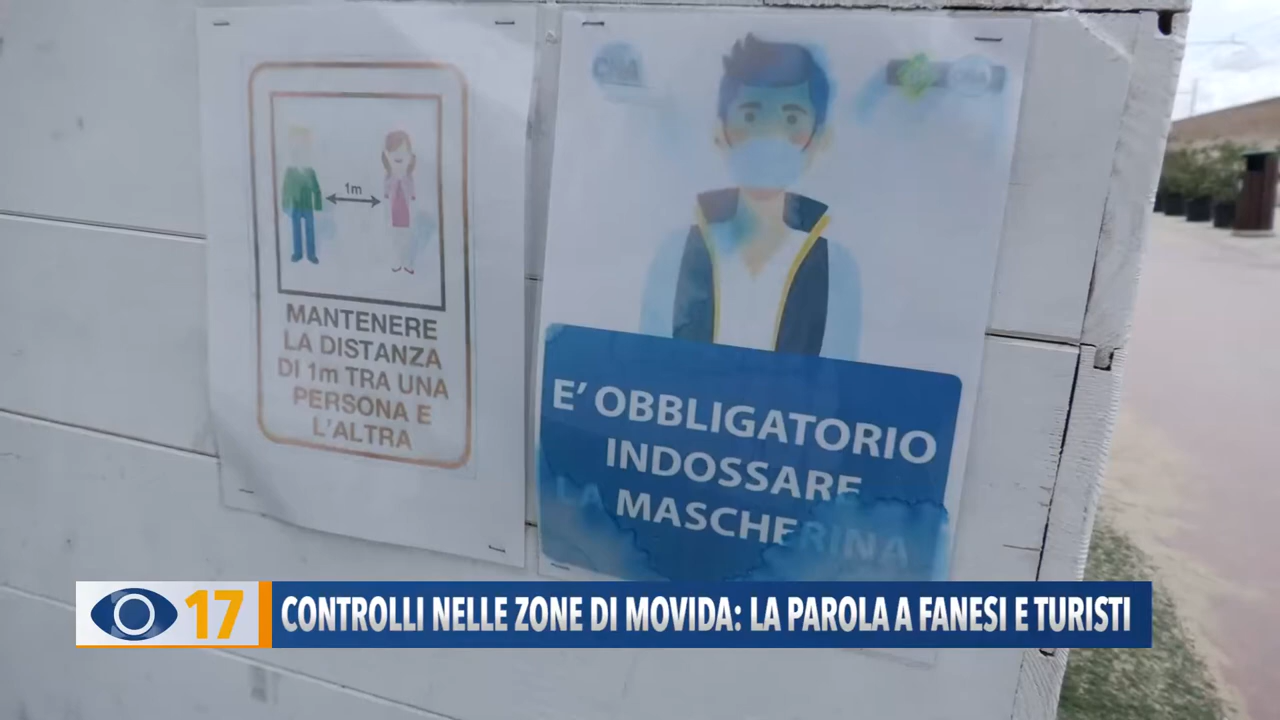 1m
MANTENERE
LA DISTANZA
DI 1m TRA UNA
PERSONA E
L'ALTRA
E' OBBLIGATORIO
INDOSSARE
LA MASCHERINA
17
CONTROLLI NELLE ZONE DI MOVIDA: LA PAROLA A FANESI E TURISTI